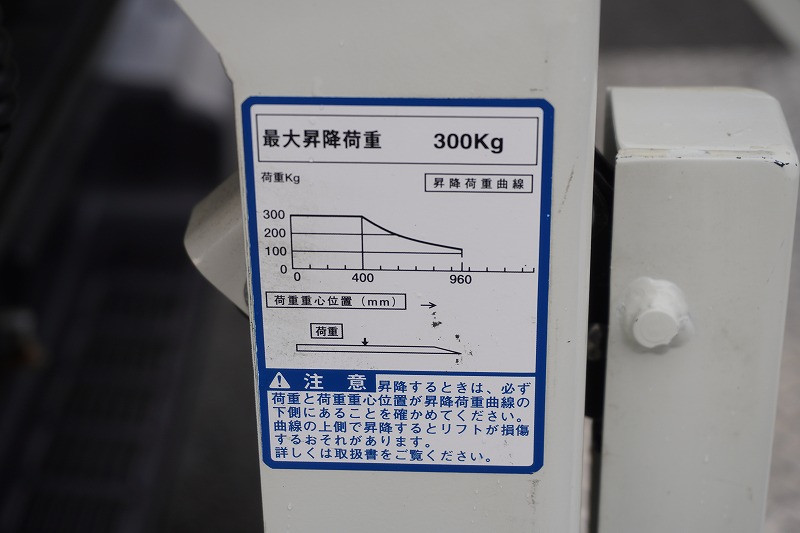 最大昇降荷重 300Kg
荷重Kg
昇降荷重曲線
300
200
100
0
0 400 960
荷重重心位置(mm) →
荷重
注意 昇降するときは、必ず
荷重と荷重重心位置が昇降荷重曲線の
下側にあることを確かめてください。
曲線の上側で昇降するとリフトが損傷
するおそれがあります。
詳しくは取扱書をご覧ください。